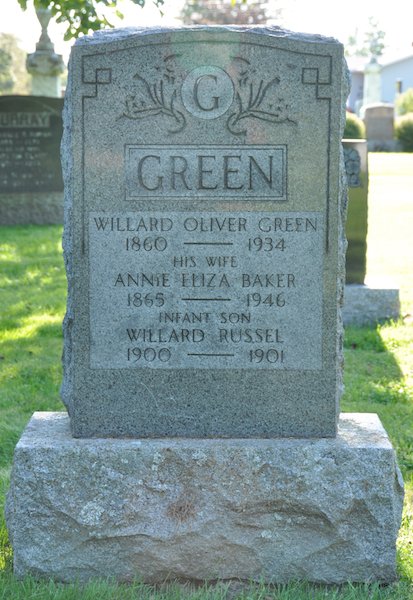 G
GREEN
WILLARD OLIVER GREEN
1860 — 1934
HIS WIFE
ANNIE ELIZA BAKER
1865 — 1946
INFANT SON
WILLARD RUSSEL
1900 — 1901